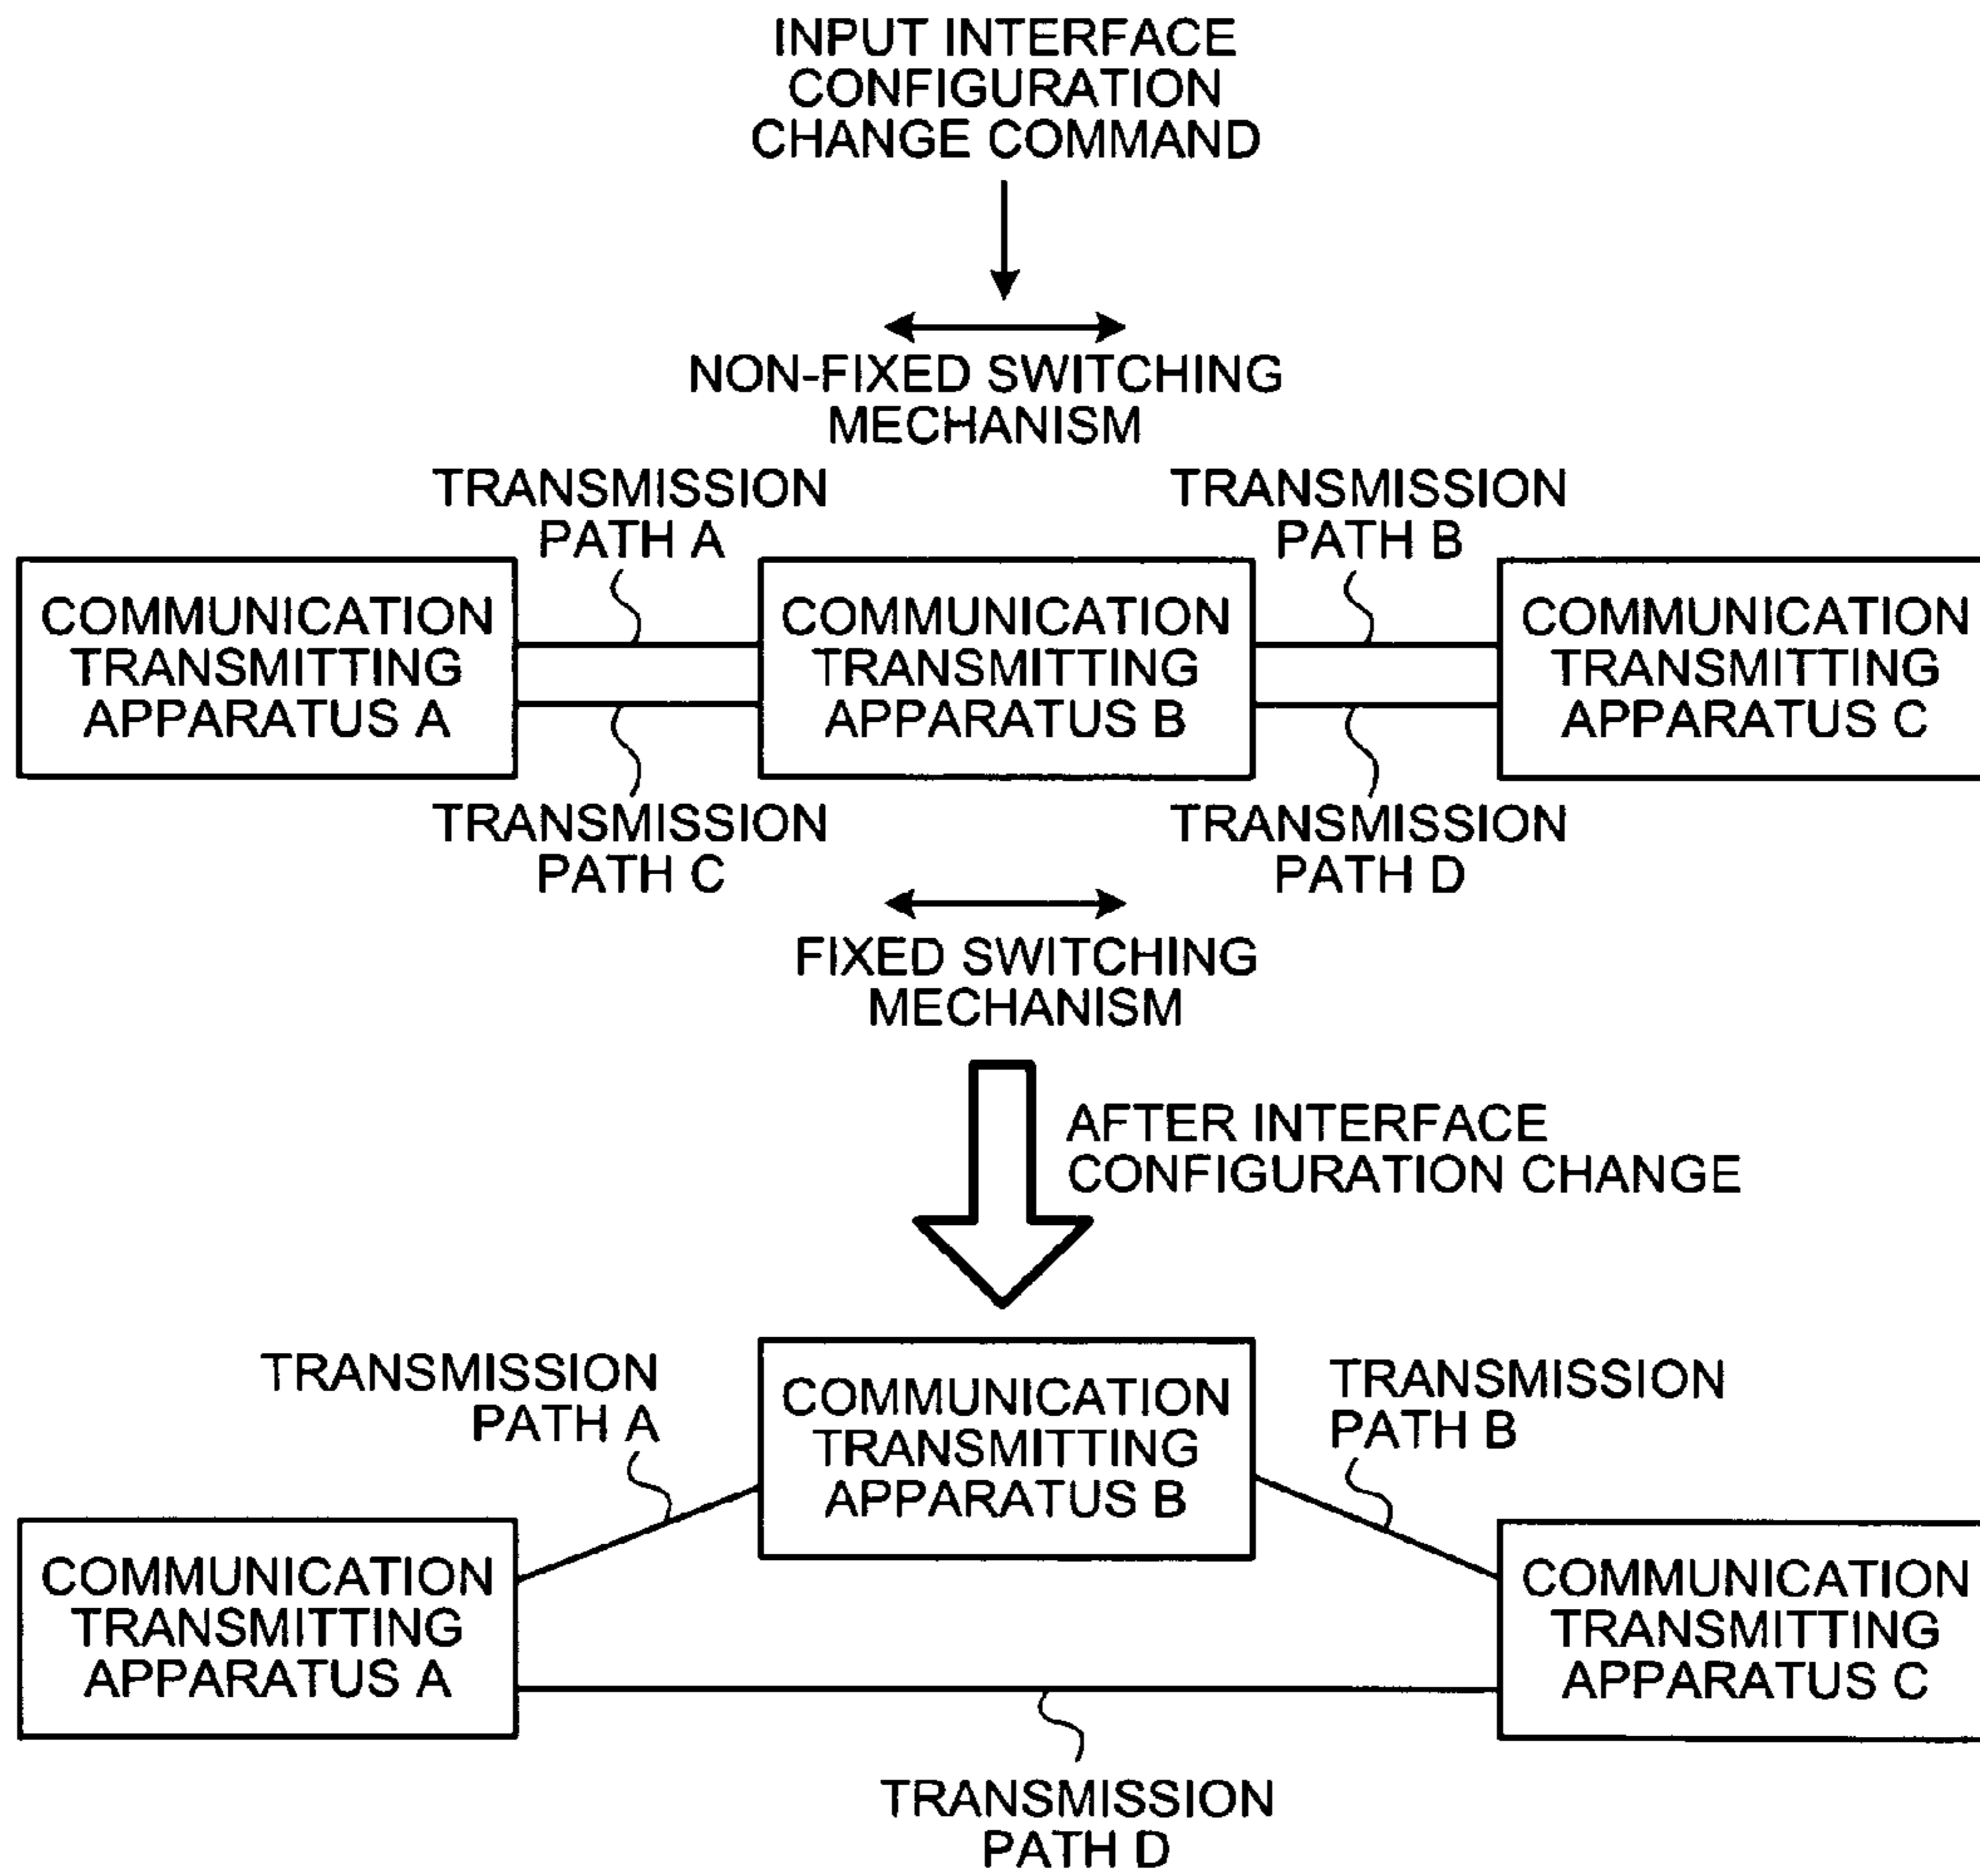 INPUT INTERFACE
CONFIGURATION
CHANGE COMMAND
NON-FIXED SWITCHING
MECHANISM
TRANSMISSION
PATH A
TRANSMISSION
PATH B
COMMUNICATION
TRANSMITTING
APPARATUS A
COMMUNICATION
TRANSMITTING
APPARATUS B
COMMUNICATION
TRANSMITTING
APPARATUS C
TRANSMISSION
PATH C
TRANSMISSION
PATH D
FIXED SWITCHING
MECHANISM
AFTER INTERFACE
CONFIGURATION CHANGE
TRANSMISSION
PATH A
COMMUNICATION
TRANSMITTING
APPARATUS B
TRANSMISSION
PATH B
COMMUNICATION
TRANSMITTING
APPARATUS A
COMMUNICATION
TRANSMITTING
APPARATUS C
TRANSMISSION
PATH D